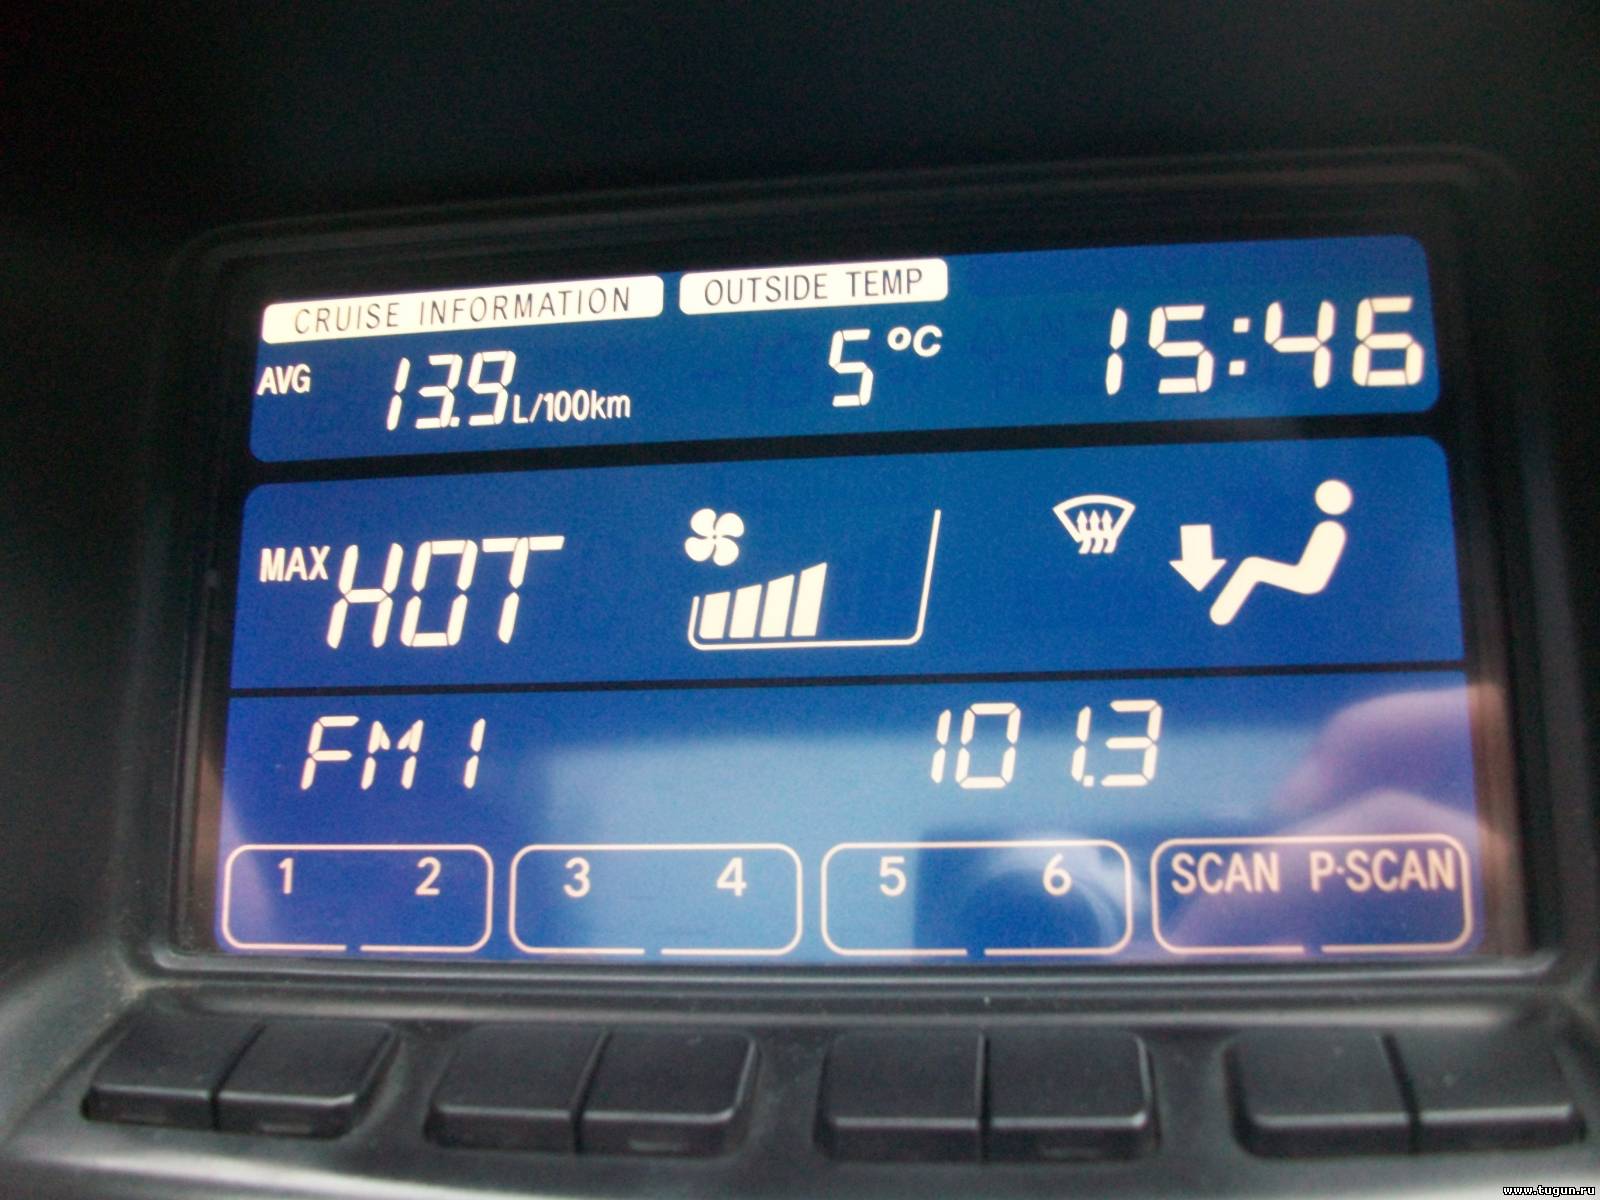 CRUISE INFORMATION OUTSIDE TEMP
AVG 13.9 L/100km 5 °C 15:46
MAX HOT
FM1 101.3
1 2 3 4 5 6 SCAN P·SCAN
www.tugun.ru